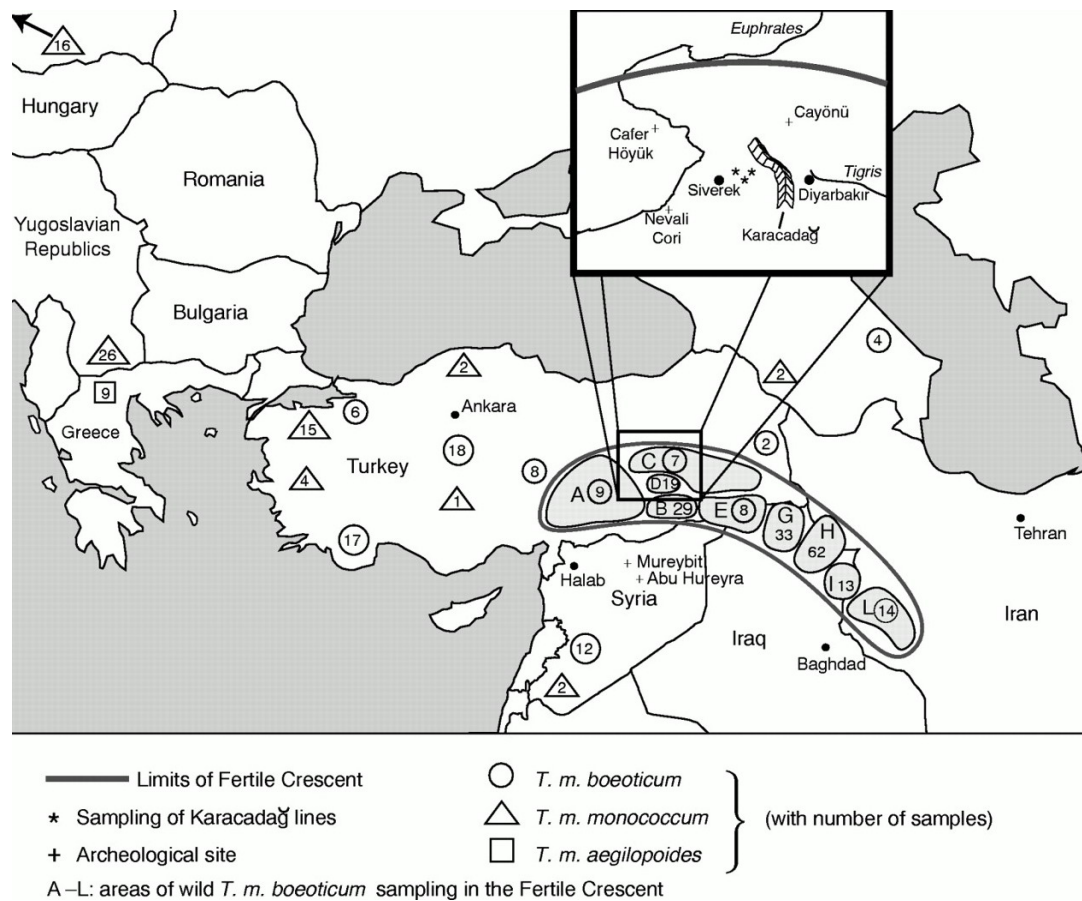 16
Hungary
Romania
Yugoslavian
Republics
Bulgaria
26
9
Greece
Euphrates
Cayönü
Cafer
Höyük
Tigris
Siverek
***
Diyarbakır
Nevali
Cori
Karacadağ
4
2
2
6
Ankara
15
18
2
Turkey
4
1
8
17
A 9
C 7
D19
B 29
E 8
G
33
H
62
I 13
L 14
Tehran
Mureybit
Halab
Abu Hureyra
Syria
Iran
Iraq
12
Baghdad
2
Limits of Fertile Crescent
* Sampling of Karacadağ lines
+ Archeological site
A–L: areas of wild T. m. boeoticum sampling in the Fertile Crescent
T. m. boeoticum
T. m. monococcum
T. m. aegilopoides
(with number of samples)